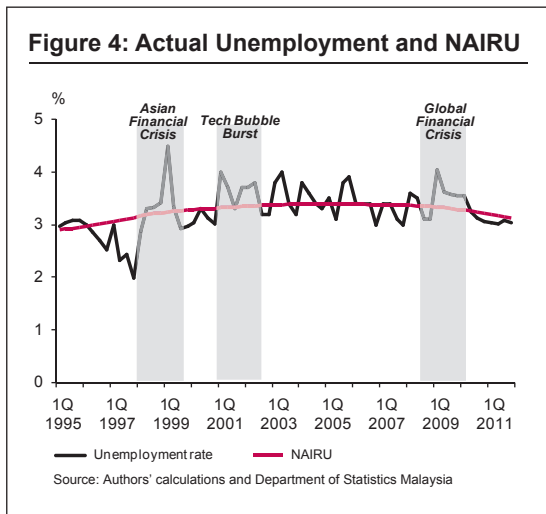 Figure 4: Actual Unemployment and NAIRU
%
Asian
Financial
Crisis
Tech Bubble
Burst
Global
Financial
Crisis
5
4
3
2
1
0
1Q 1Q 1Q 1Q 1Q 1Q 1Q 1Q 1Q
1995 1997 1999 2001 2003 2005 2007 2009 2011
Unemployment rate NAIRU
Source: Authors' calculations and Department of Statistics Malaysia